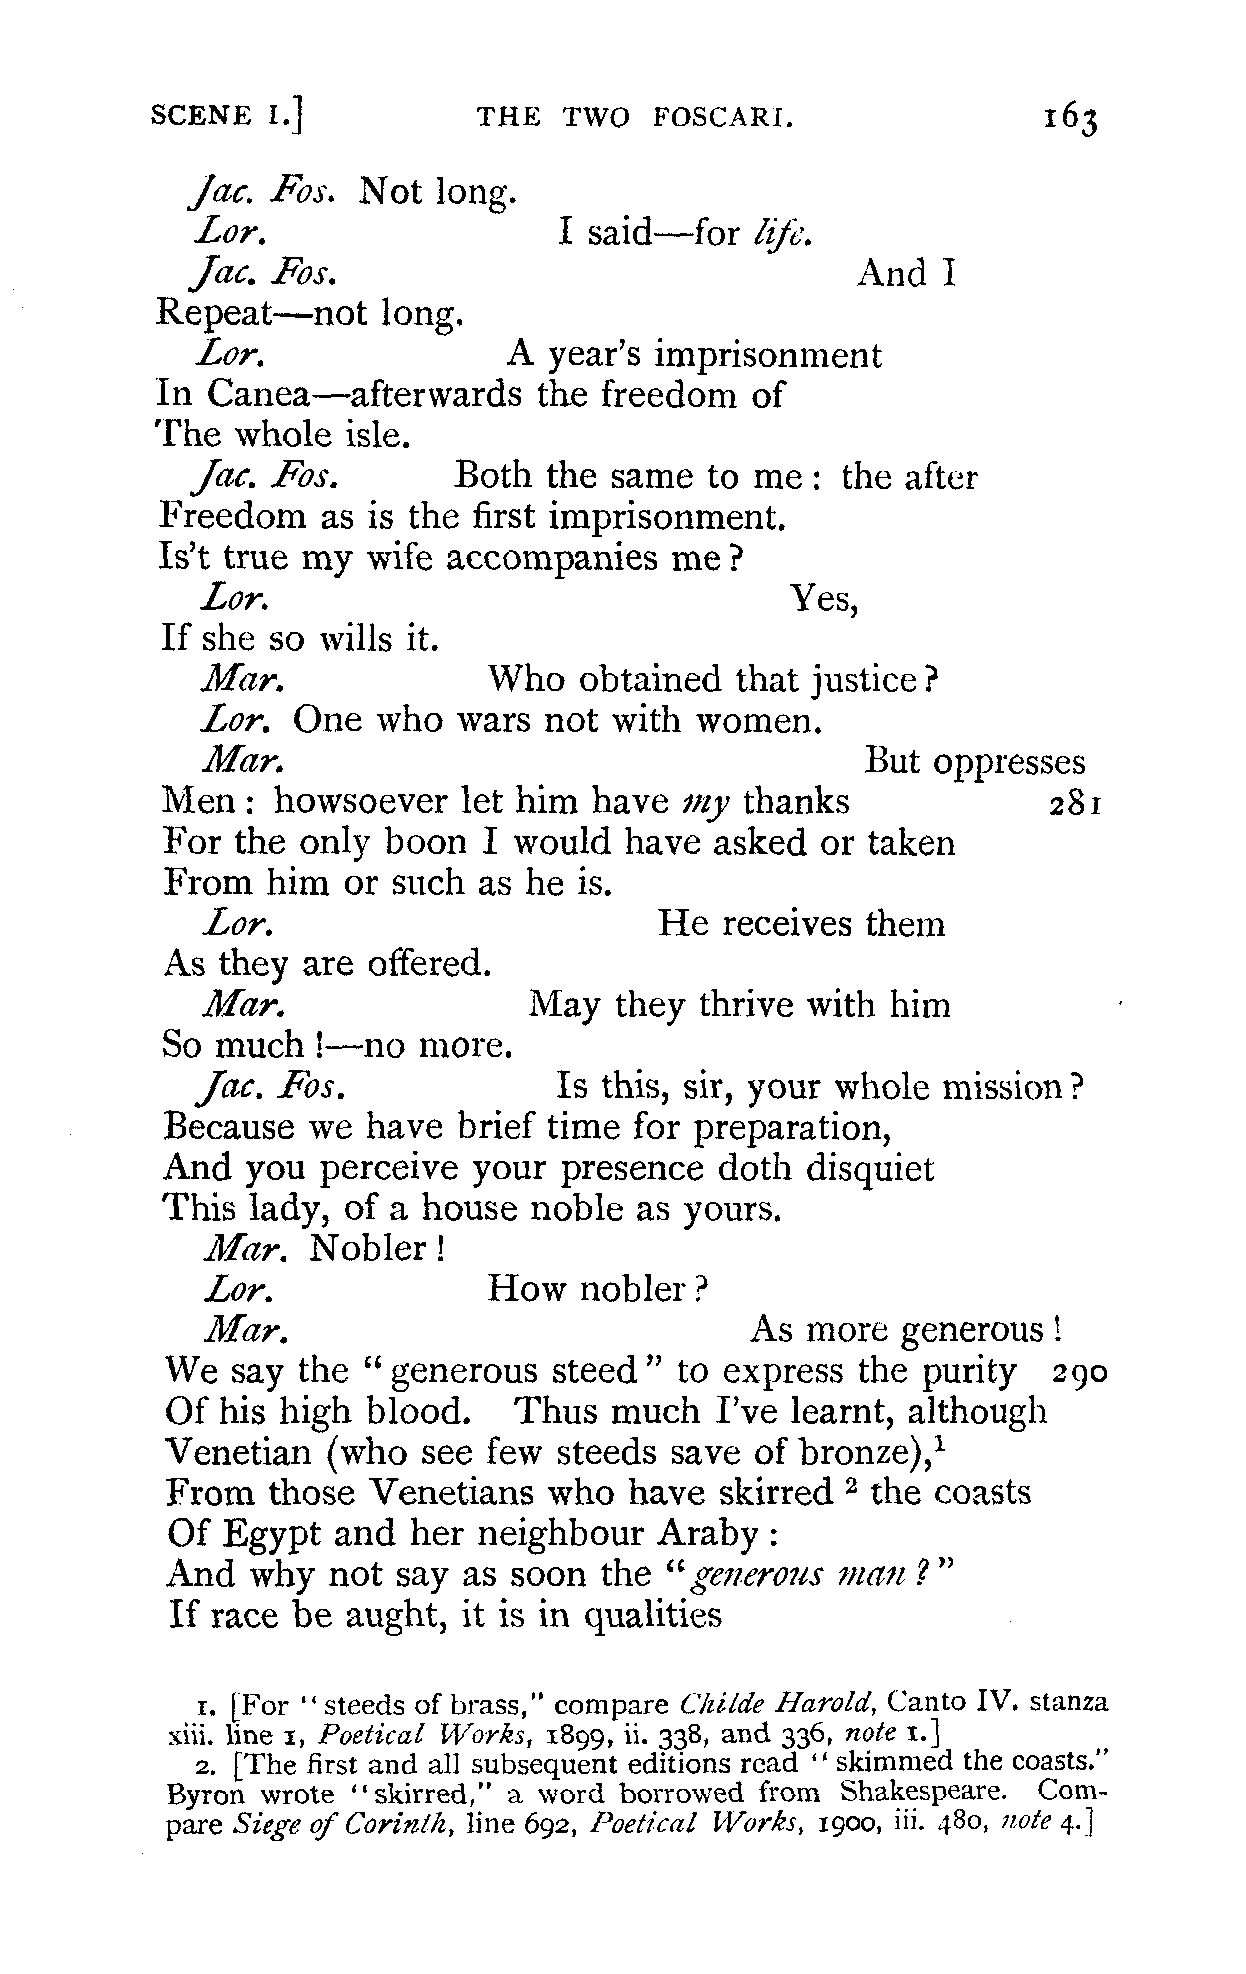 SCENE I.] THE TWO FOSCARI. 163
Jac. Fos. Not long.
Lor. I said—for life.
Jac. Fos. And I
Repeat—not long.
Lor. A year's imprisonment
In Canea—afterwards the freedom of
The whole isle.
Jac. Fos. Both the same to me: the after
Freedom as is the first imprisonment.
Is't true my wife accompanies me?
Lor. Yes,
If she so wills it.
Mar. Who obtained that justice?
Lor. One who wars not with women.
Mar. But oppresses
Men: howsoever let him have my thanks 281
For the only boon I would have asked or taken
From him or such as he is.
Lor. He receives them
As they are offered.
Mar. May they thrive with him
So much!—no more.
Jac. Fos. Is this, sir, your whole mission?
Because we have brief time for preparation,
And you perceive your presence doth disquiet
This lady, of a house noble as yours.
Mar. Nobler!
Lor. How nobler?
Mar. As more generous!
We say the "generous steed" to express the purity 290
Of his high blood. Thus much I've learnt, although
Venetian (who see few steeds save of bronze),¹
From those Venetians who have skirred ² the coasts
Of Egypt and her neighbour Araby:
And why not say as soon the "generous man?"
If race be aught, it is in qualities
1. [For "steeds of brass," compare Childe Harold, Canto IV. stanza
xiii. line 1, Poetical Works, 1899, ii. 338, and 336, note 1.]
2. [The first and all subsequent editions read "skimmed the coasts."
Byron wrote "skirred," a word borrowed from Shakespeare. Com-
pare Siege of Corinth, line 692, Poetical Works, 1900, iii. 480, note 4.]